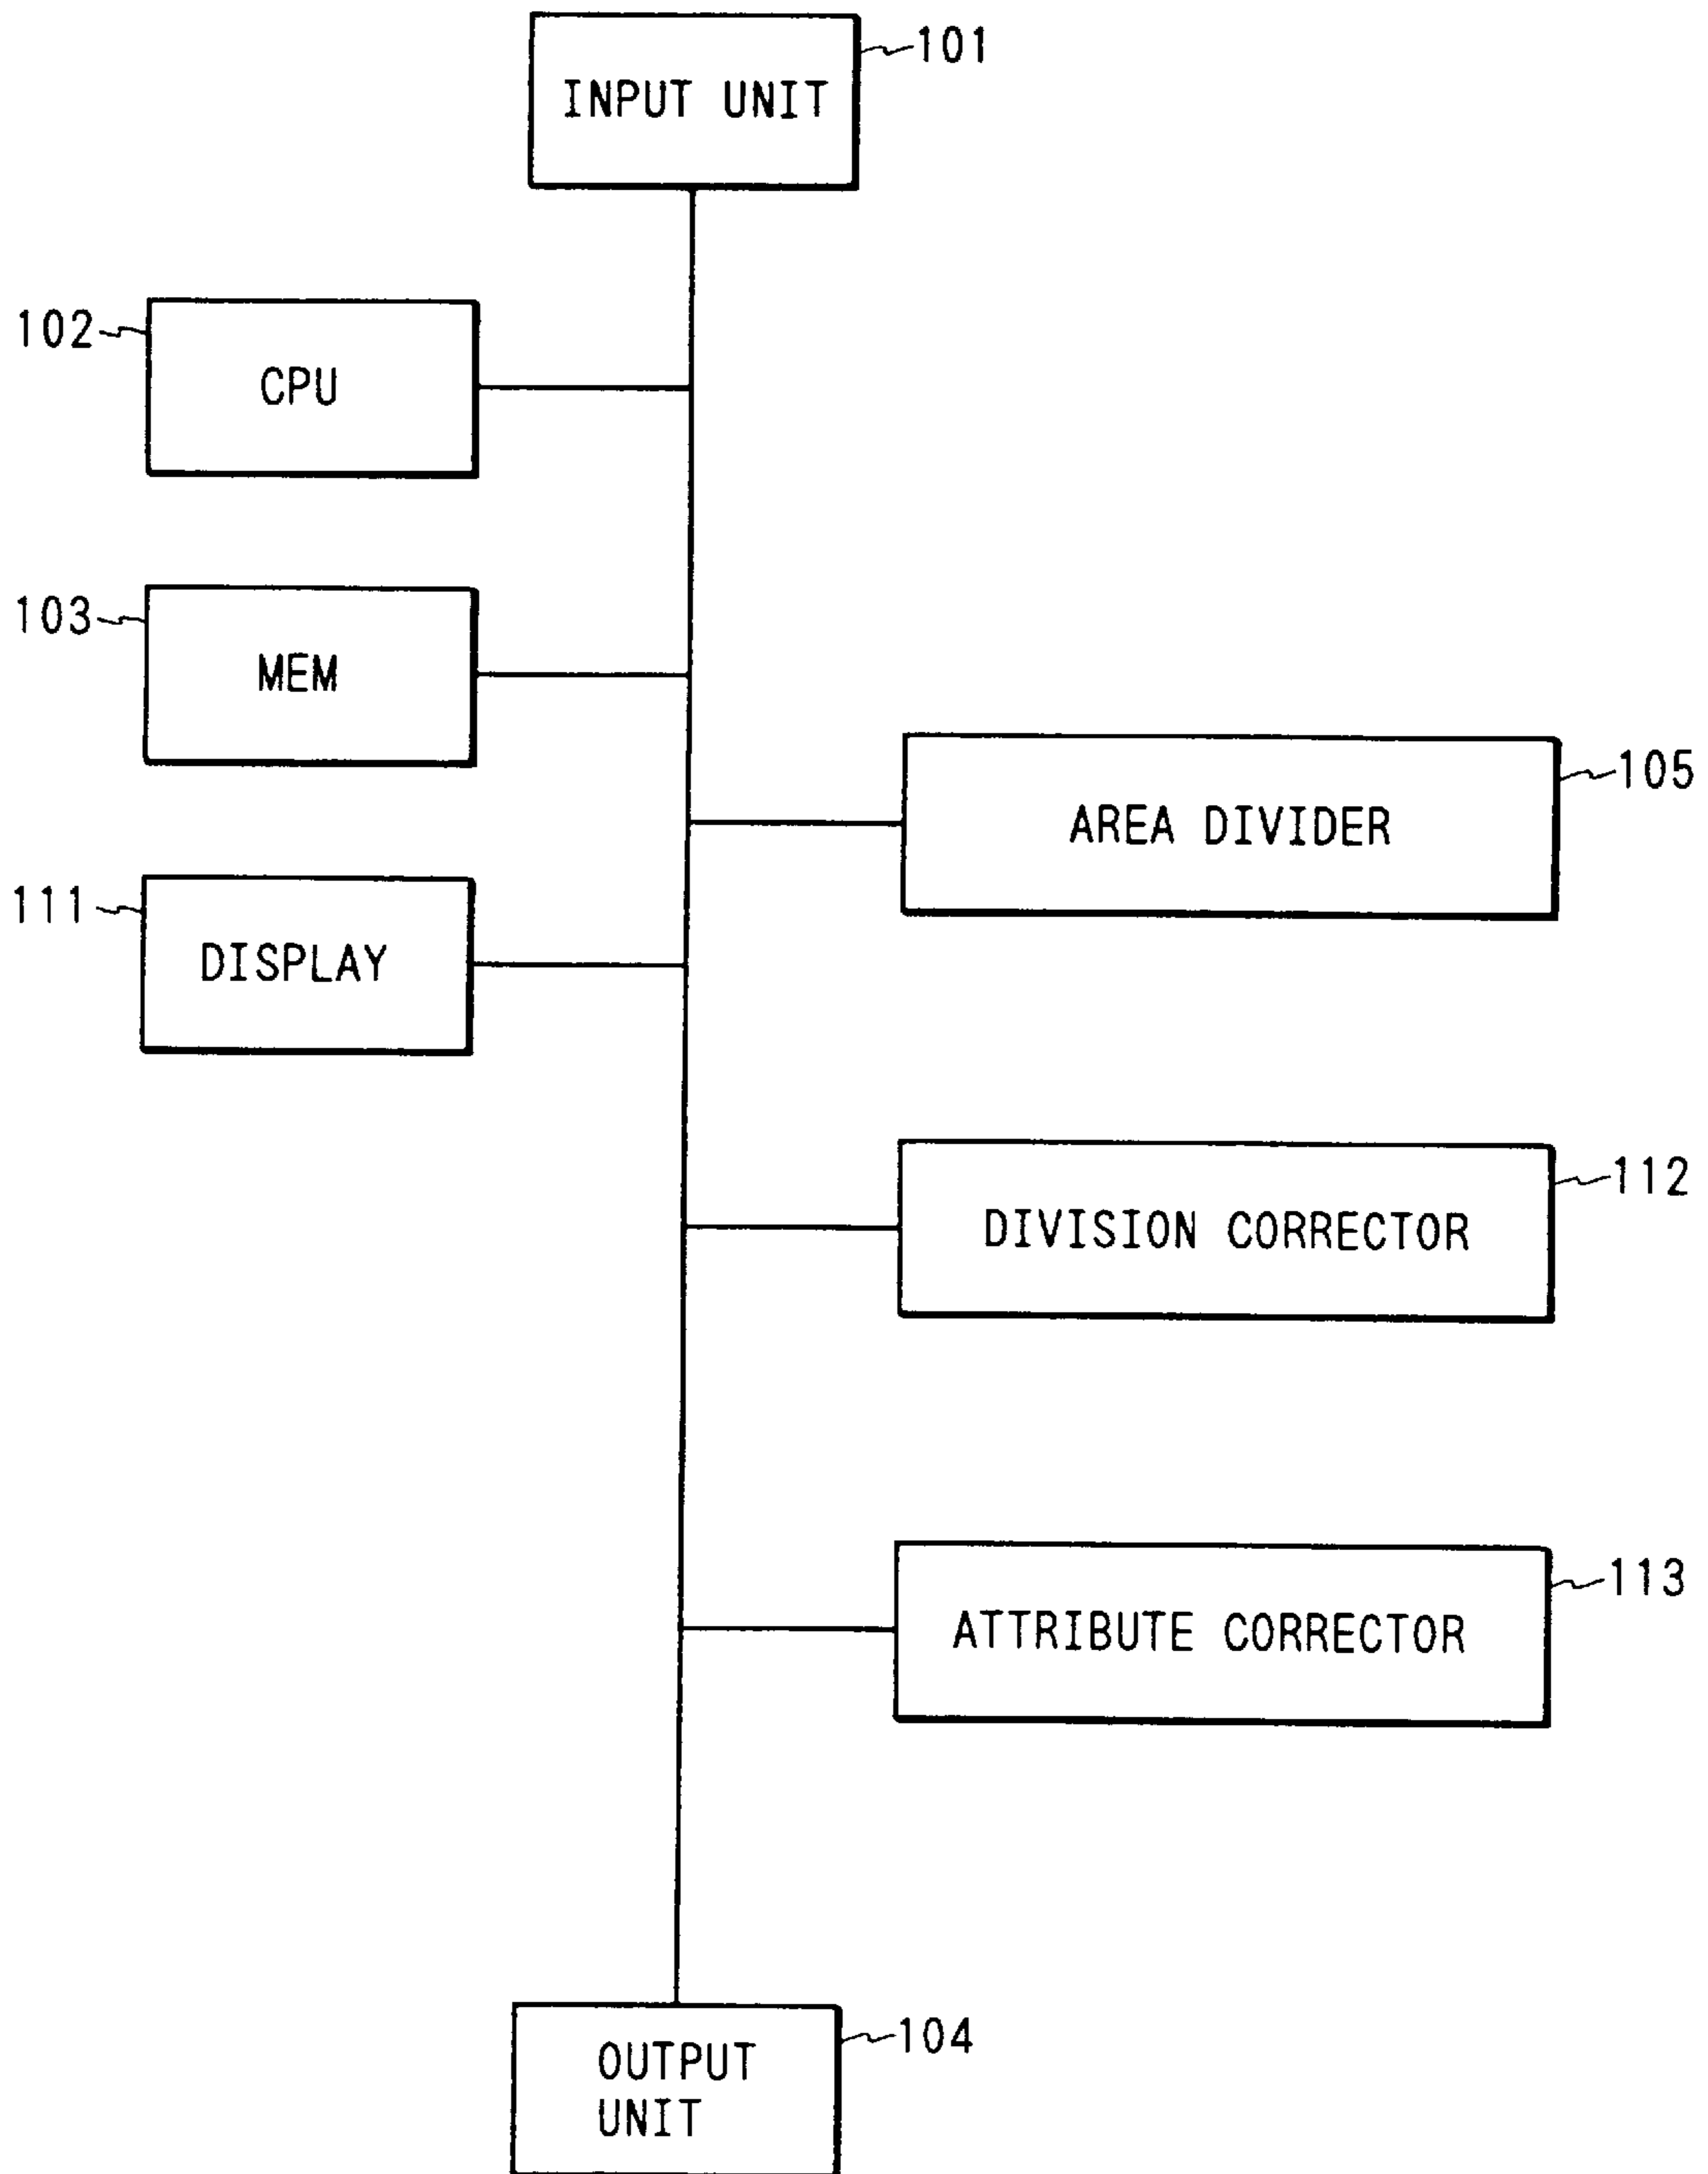 101
INPUT UNIT
102
CPU
103
MEM
105
AREA DIVIDER
111
DISPLAY
112
DIVISION CORRECTOR
113
ATTRIBUTE CORRECTOR
104
OUTPUT
UNIT